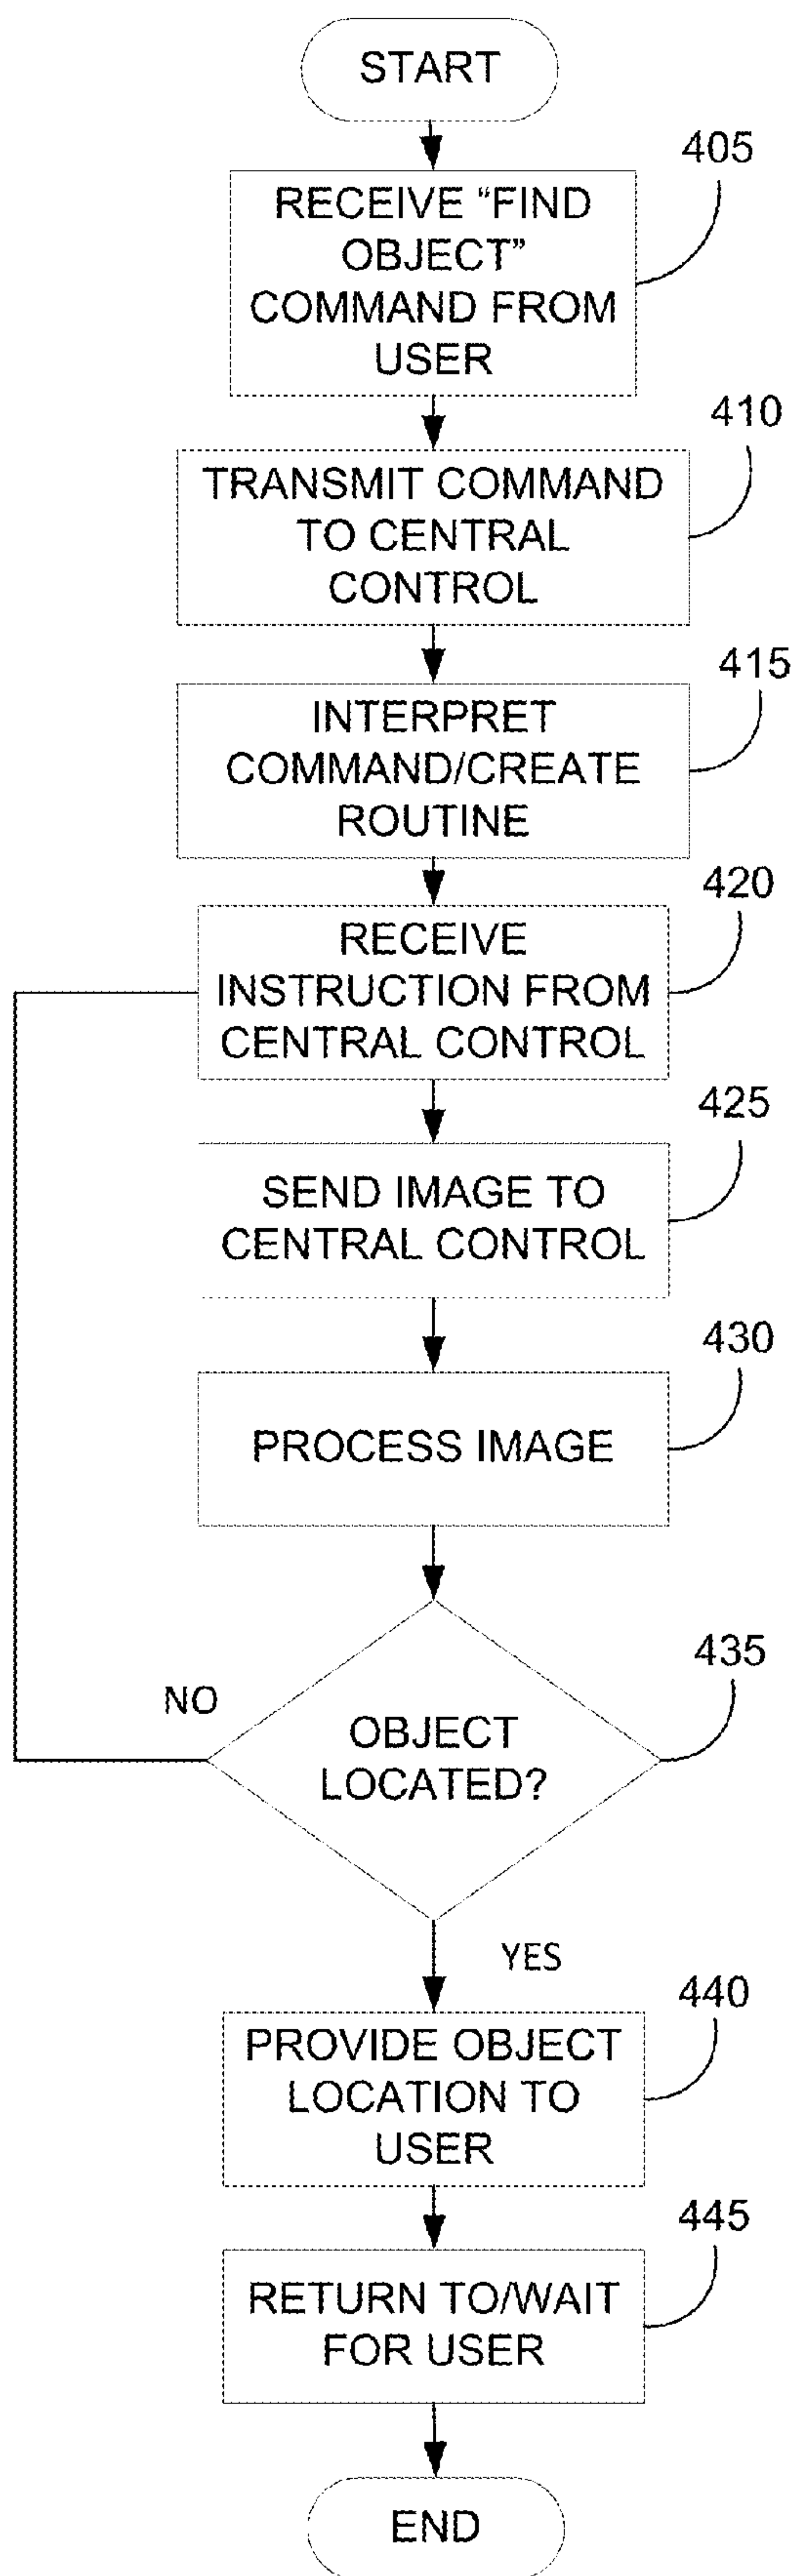 START
405
RECEIVE “FIND
OBJECT”
COMMAND FROM
USER
410
TRANSMIT COMMAND
TO CENTRAL
CONTROL
415
INTERPRET
COMMAND/CREATE
ROUTINE
420
RECEIVE
INSTRUCTION FROM
CENTRAL CONTROL
425
SEND IMAGE TO
CENTRAL CONTROL
430
PROCESS IMAGE
435
NO
OBJECT
LOCATED?
YES
440
PROVIDE OBJECT
LOCATION TO
USER
445
RETURN TO/WAIT
FOR USER
END